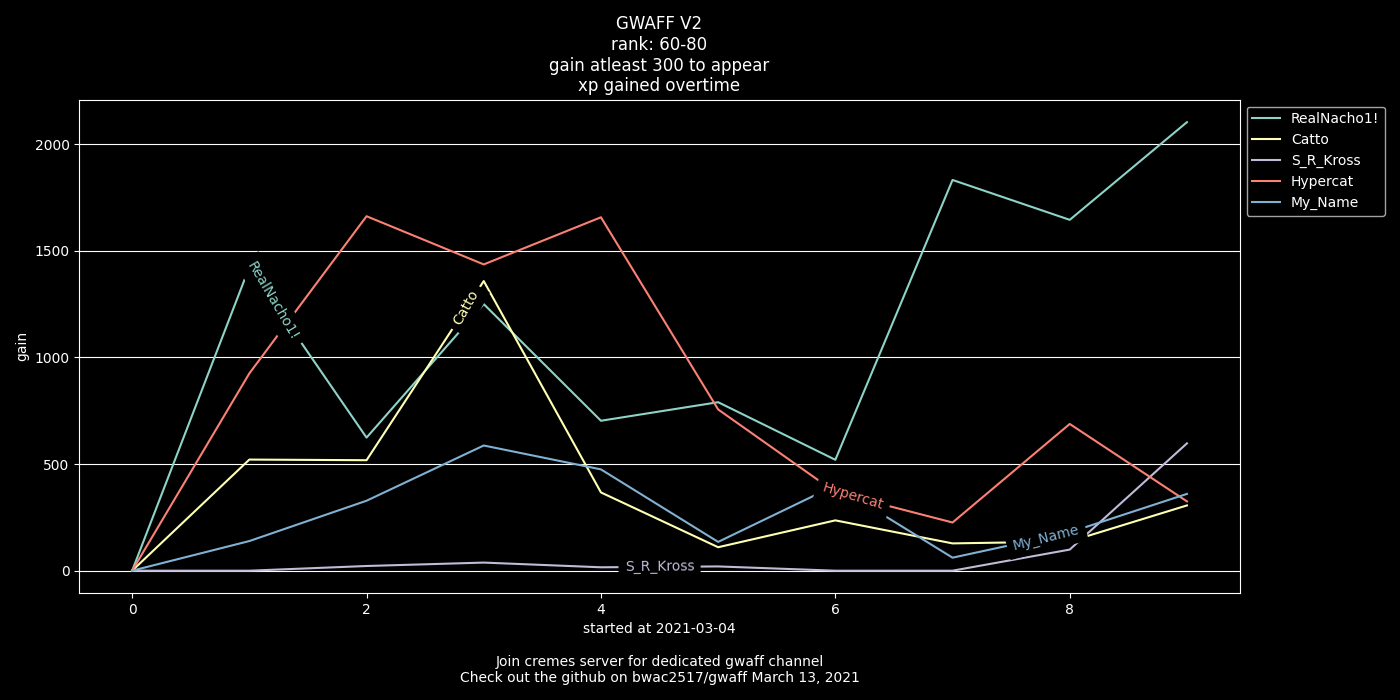 GWAFF V2
rank: 60-80
gain atleast 300 to appear
xp gained overtime
RealNacho1!
Catto
S_R_Kross
Hypercat
My_Name
2000
1500
1000
500
0
gain
RealNacho1!
Catto
Hypercat
My_Name
S_R_Kross
0 2 4 6 8
started at 2021-03-04
Join cremes server for dedicated gwaff channel
Check out the github on bwac2517/gwaff March 13, 2021